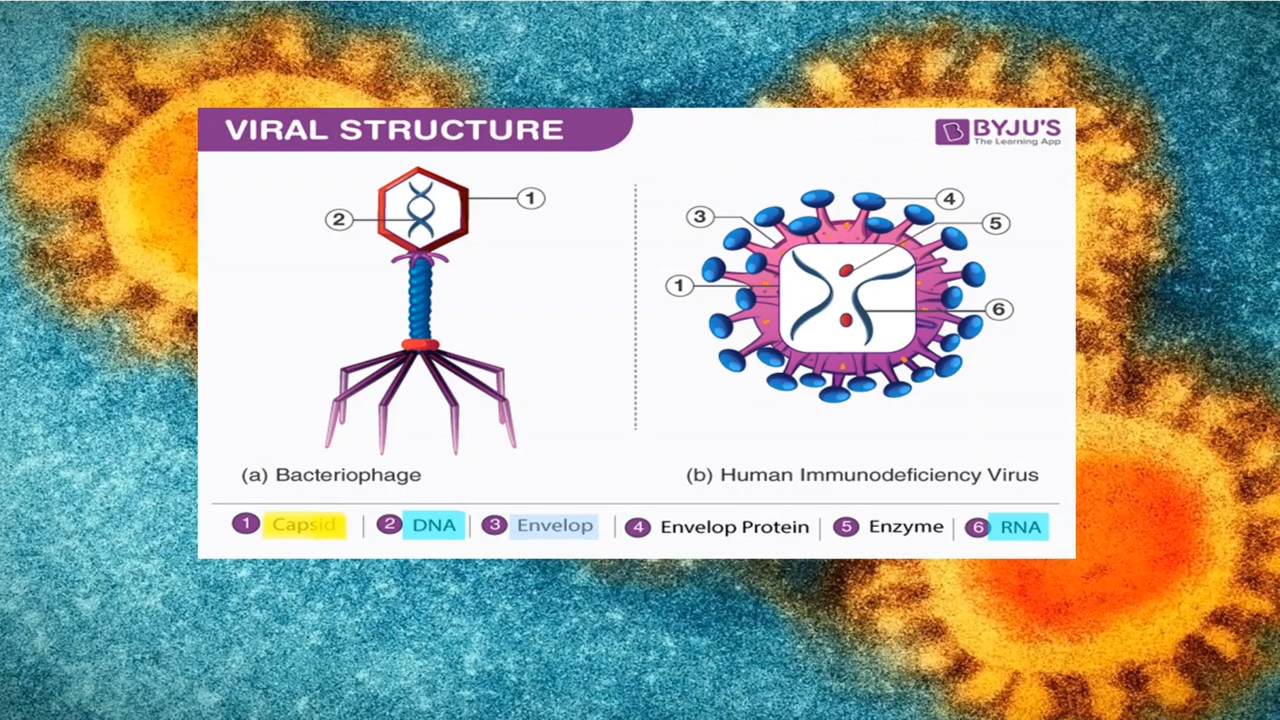 VIRAL STRUCTURE
BYJU'S
The Learning App
1
2
3
4
5
1
6
(a) Bacteriophage
(b) Human Immunodeficiency Virus
1 Capsid | 2 DNA | 3 Envelop | 4 Envelop Protein | 5 Enzyme | 6 RNA